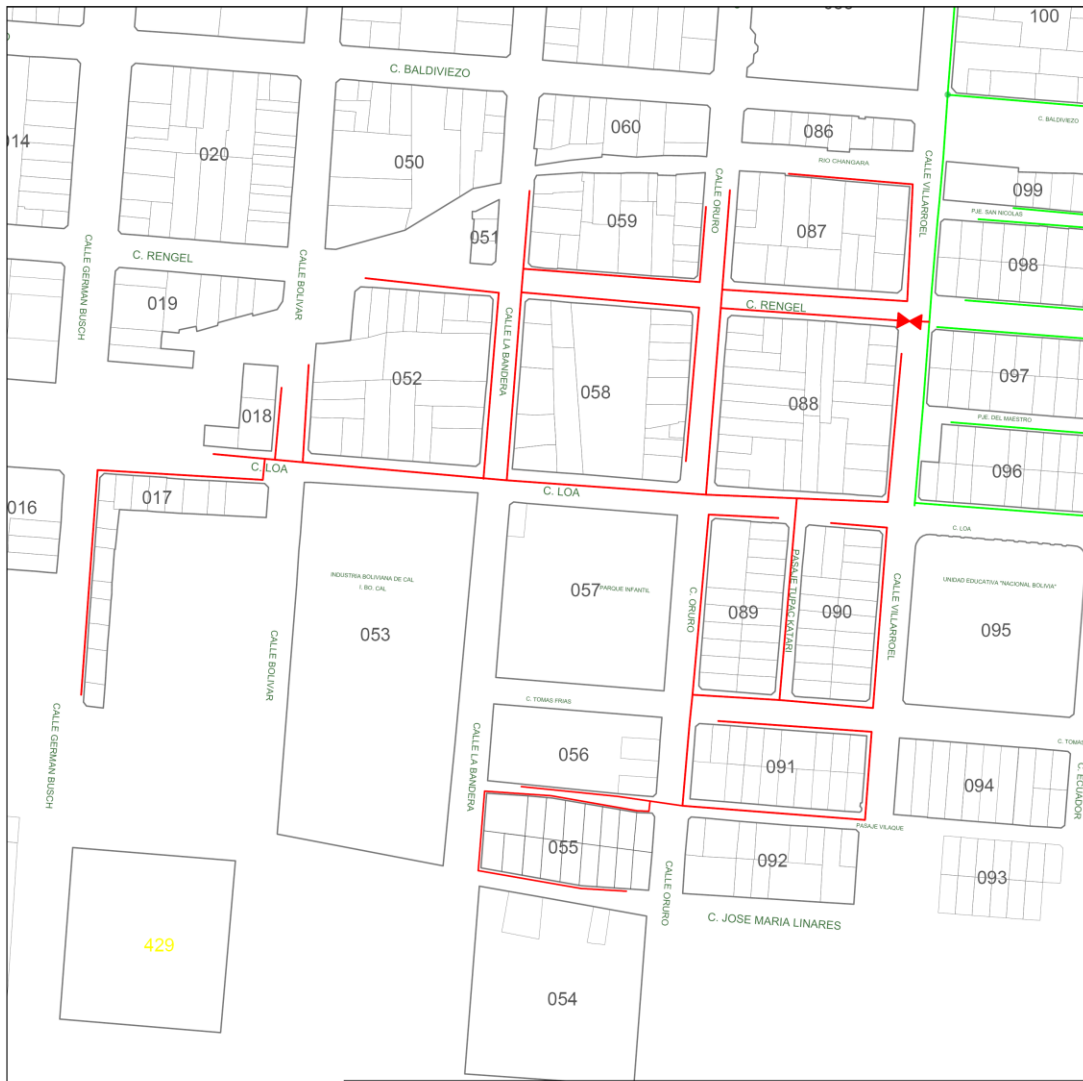 100
C. BALDIVIEZO
060
086
C. BALDIVIEZO
014
020
050
RIO CHANGARA
CALLE VILLARROEL
CALLE ORURO
099
PJE. SAN NICOLAS
059
087
051
098
CALLE GERMAN BUSCH
C. RENGEL
CALLE BOLIVAR
019
C. RENGEL
CALLE LA BANDERA
052
058
088
097
018
PJE. DEL MAESTRO
C. LOA
096
017
C. LOA
016
C. LOA
INDUSTRIA BOLIVIANA DE CAL
I. BO. CAL
053
057
PARQUE INFANTIL
C. ORURO
089
PASAJE TUPAC KATARI
090
CALLE VILLARROEL
UNIDAD EDUCATIVA "NACIONAL BOLIVIA"
095
CALLE BOLIVAR
C. TOMAS FRIAS
CALLE GERMAN BUSCH
CALLE LA BANDERA
056
091
C. TOMAS
094
C. ECUADOR
PASAJE VILAQUE
055
092
093
CALLE ORURO
C. JOSE MARIA LINARES
429
054